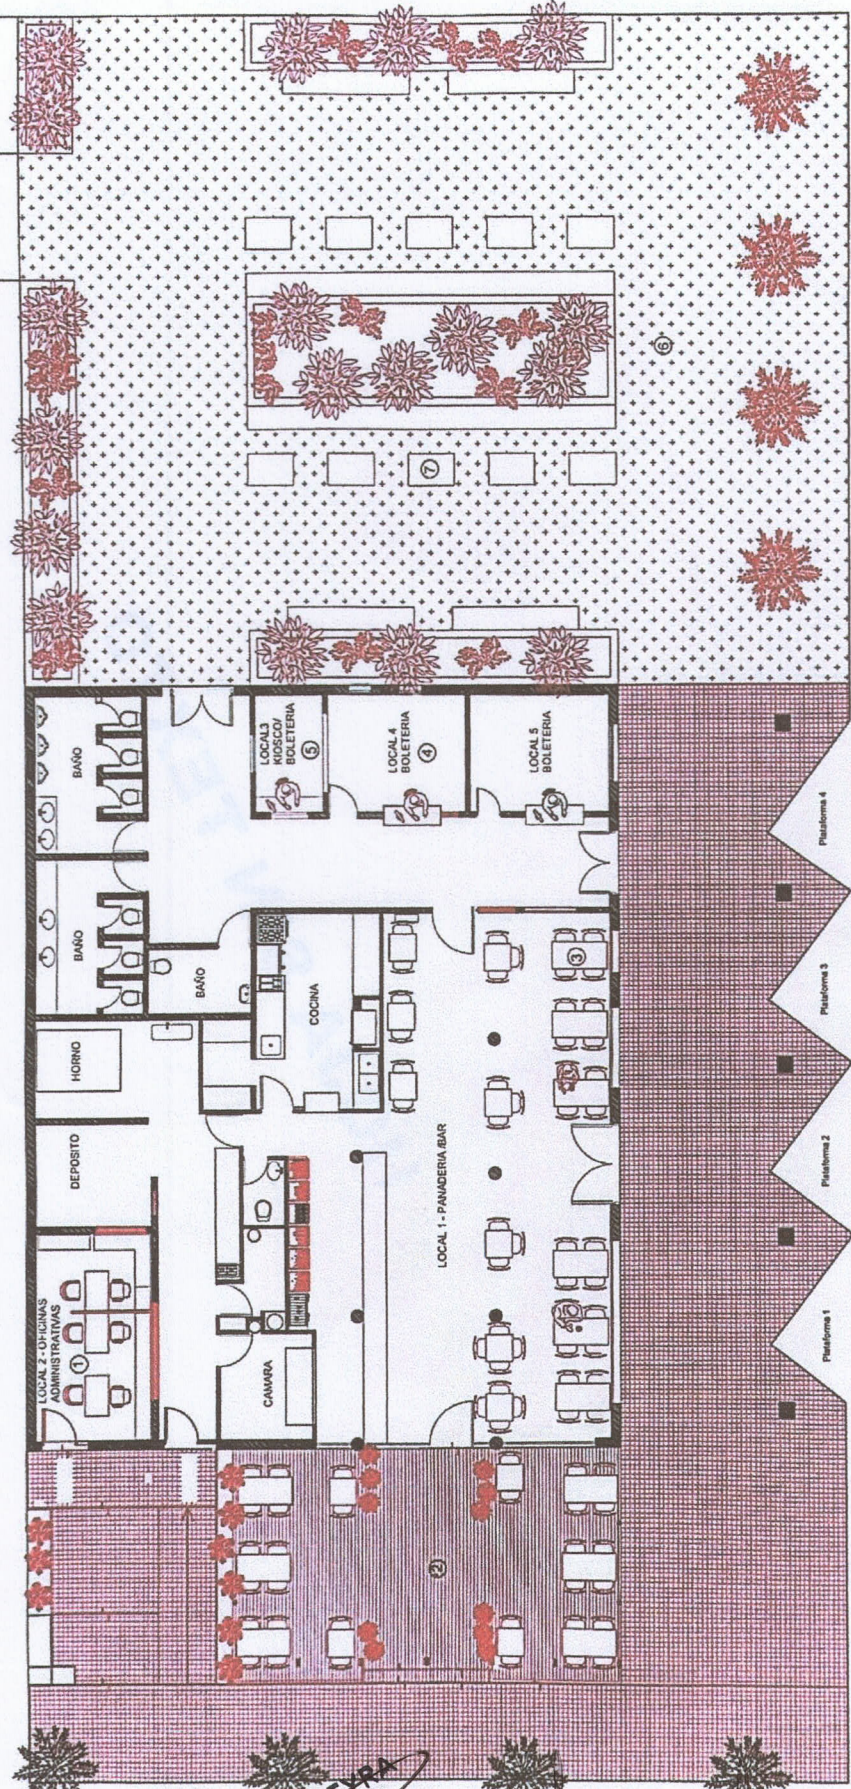 LOCAL 2 - OFICINAS
ADMINISTRATIVAS
①
DEPOSITO
HORNO
BAÑO
BAÑO
BAÑO
CAMARA
COCINA
LOCAL3
KIOSCO/
BOLETERIA
⑤
LOCAL 4
BOLETERIA
④
LOCAL 5
BOLETERIA
LOCAL 1 - PANADERIA /BAR
②
③
⑥
⑦
Plataforma 1
Plataforma 2
Plataforma 3
Plataforma 4